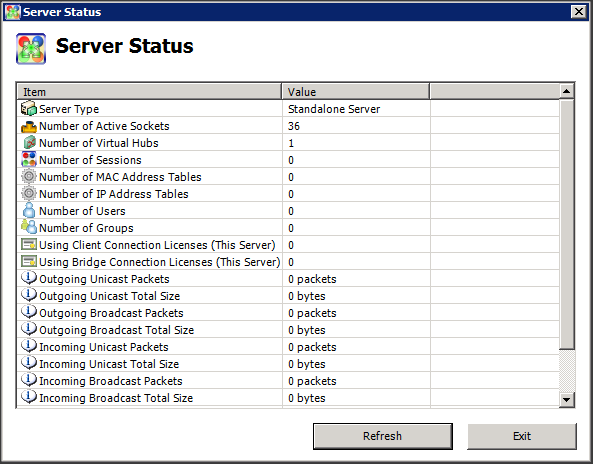 Server Status
Server Status
Item Value
Server Type Standalone Server
Number of Active Sockets 36
Number of Virtual Hubs 1
Number of Sessions 0
Number of MAC Address Tables 0
Number of IP Address Tables 0
Number of Users 0
Number of Groups 0
Using Client Connection Licenses (This Server) 0
Using Bridge Connection Licenses (This Server) 0
Outgoing Unicast Packets 0 packets
Outgoing Unicast Total Size 0 bytes
Outgoing Broadcast Packets 0 packets
Outgoing Broadcast Total Size 0 bytes
Incoming Unicast Packets 0 packets
Incoming Unicast Total Size 0 bytes
Incoming Broadcast Packets 0 packets
Incoming Broadcast Total Size 0 bytes
Refresh Exit